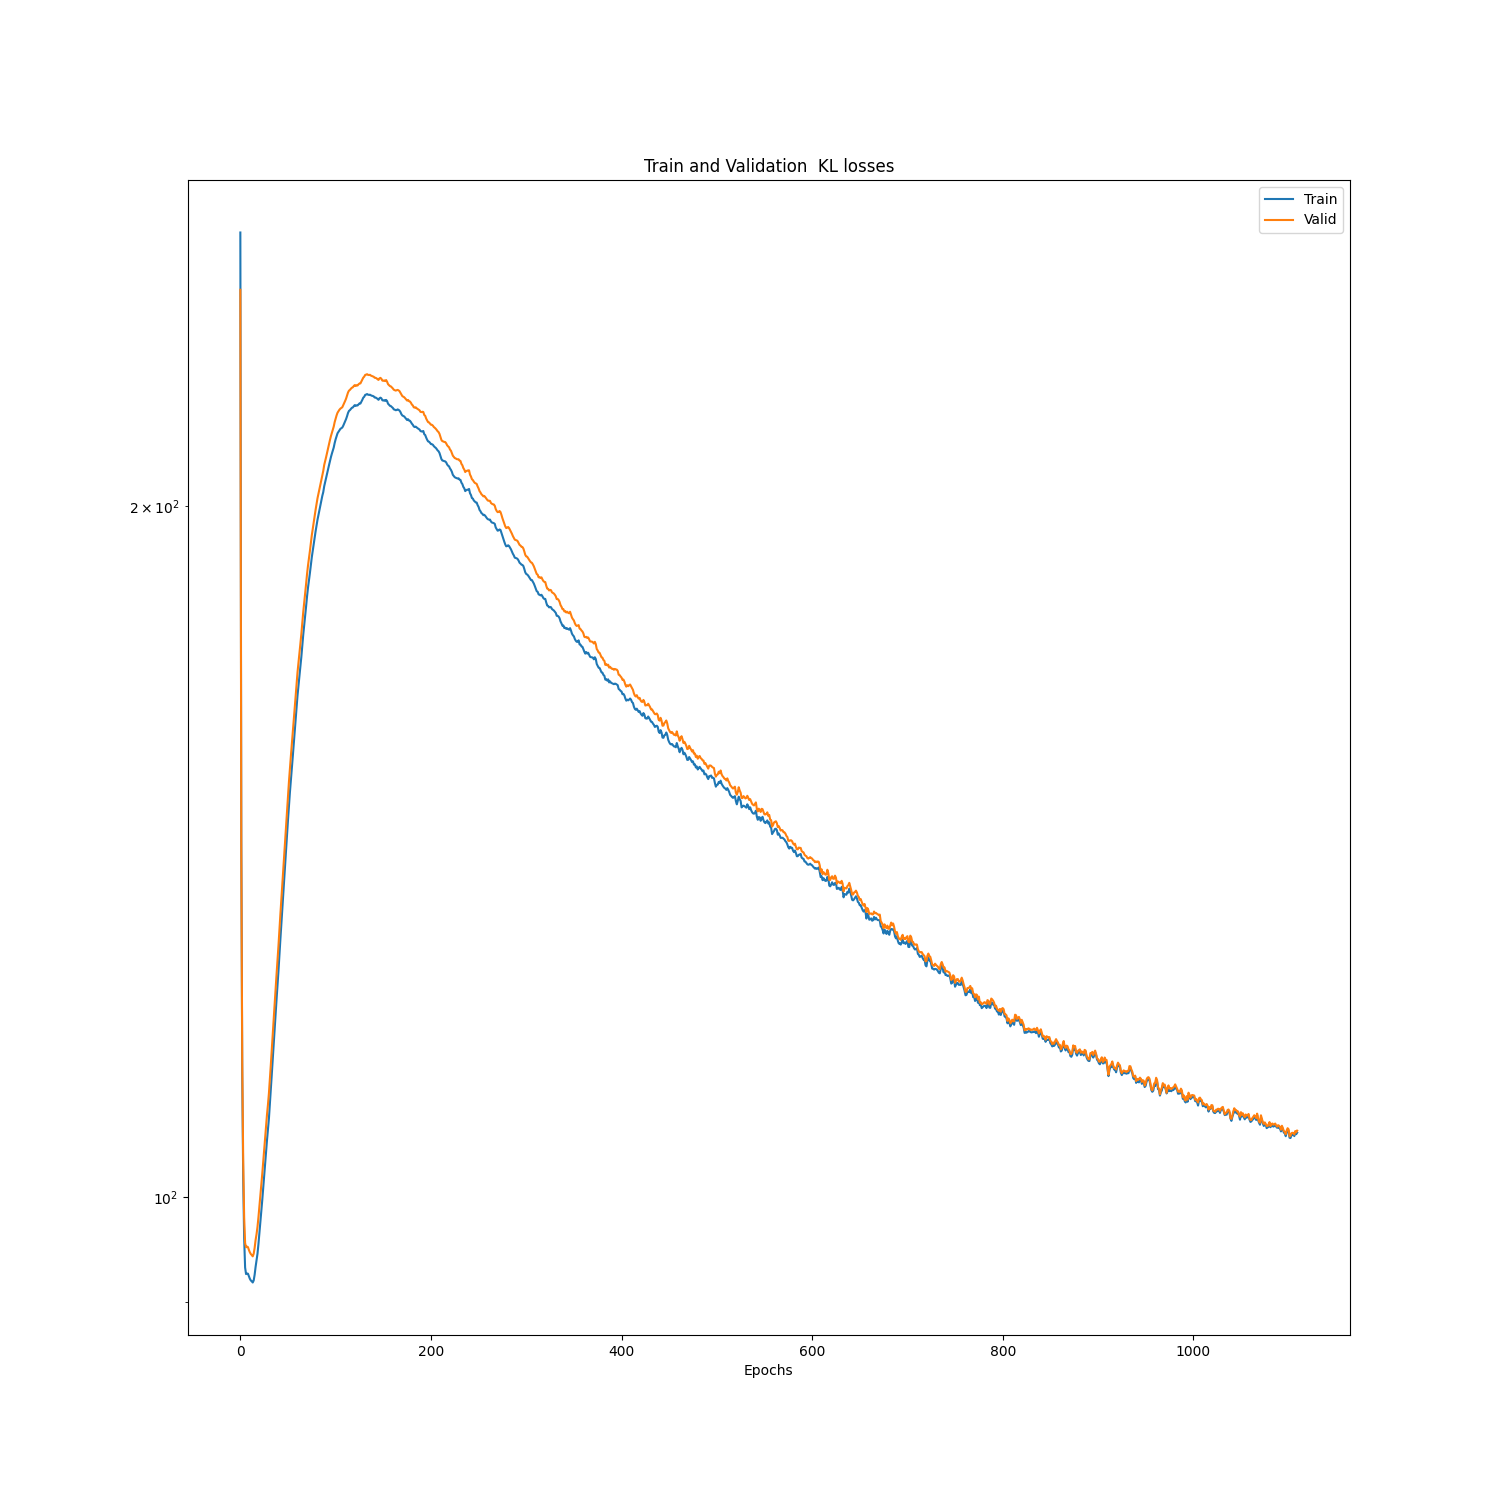 Train and Validation  KL losses
Train
Valid
2 × 10²
10²
0 200 400 600 800 1000
Epochs